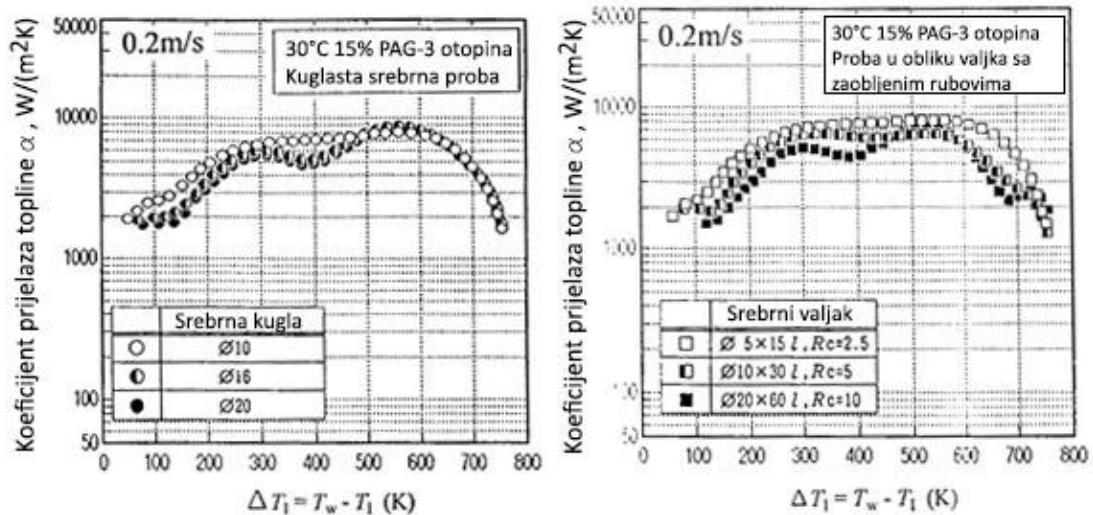 50000
10000
1000
100
50
0.2m/s
30°C 15% PAG-3 otopina
Kuglasta srebrna proba
Koeficijent prijelaza topline α , W/(m²K)
Srebrna kugla
Ø10
Ø16
Ø20
0 100 200 300 400 500 600 700 800
ΔT₁ = T_w - T₁ (K)
50000
10000
0.2m/s
30°C 15% PAG-3 otopina
Proba u obliku valjka sa
zaobljenim rubovima
Koeficijent prijelaza topline α , W/(m²K)
Srebrni valjak
Ø 5×15 l , Rc=2.5
Ø10×30 l , Rc=5
Ø20×60 l , Rc=10
0 100 200 300 400 500 600 700 800
ΔT₁ = T_w - T₁ (K)